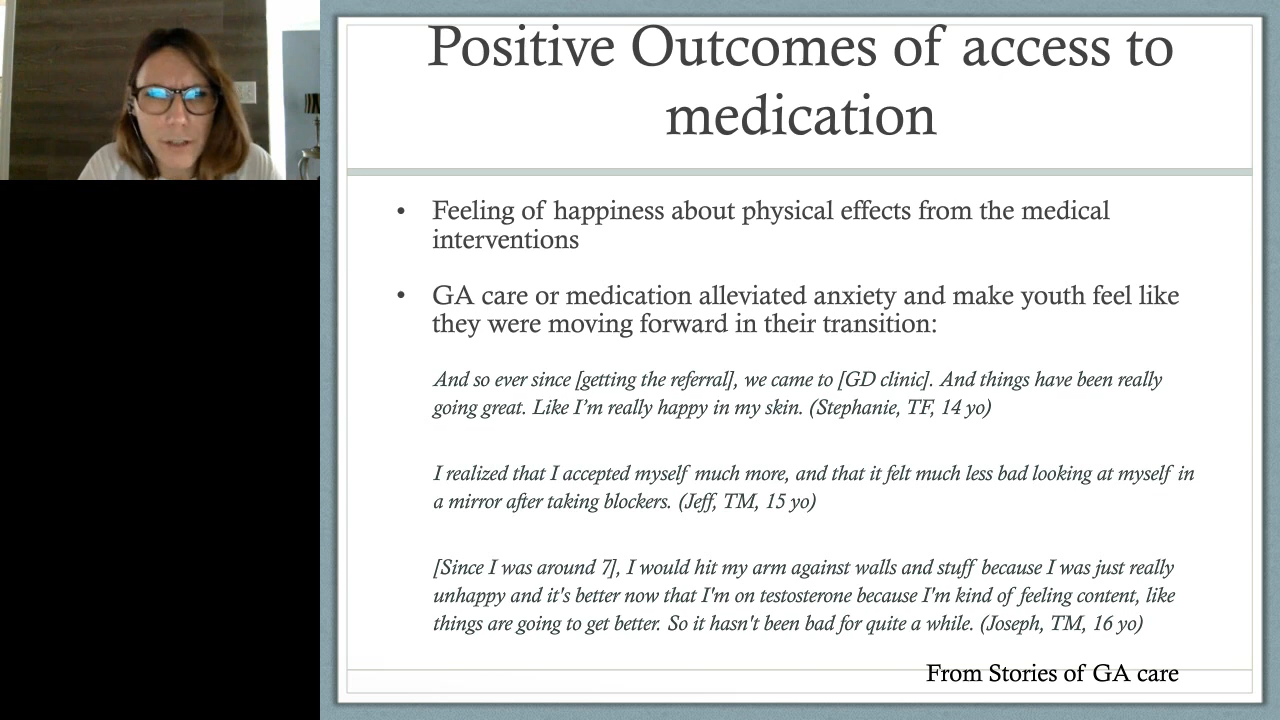 Positive Outcomes of access to
medication
• Feeling of happiness about physical effects from the medical
interventions
• GA care or medication alleviated anxiety and make youth feel like
they were moving forward in their transition:
And so ever since [getting the referral], we came to [GD clinic]. And things have been really
going great. Like I’m really happy in my skin. (Stephanie, TF, 14 yo)
I realized that I accepted myself much more, and that it felt much less bad looking at myself in
a mirror after taking blockers. (Jeff, TM, 15 yo)
[Since I was around 7], I would hit my arm against walls and stuff because I was just really
unhappy and it's better now that I'm on testosterone because I'm kind of feeling content, like
things are going to get better. So it hasn't been bad for quite a while. (Joseph, TM, 16 yo)
From Stories of GA care